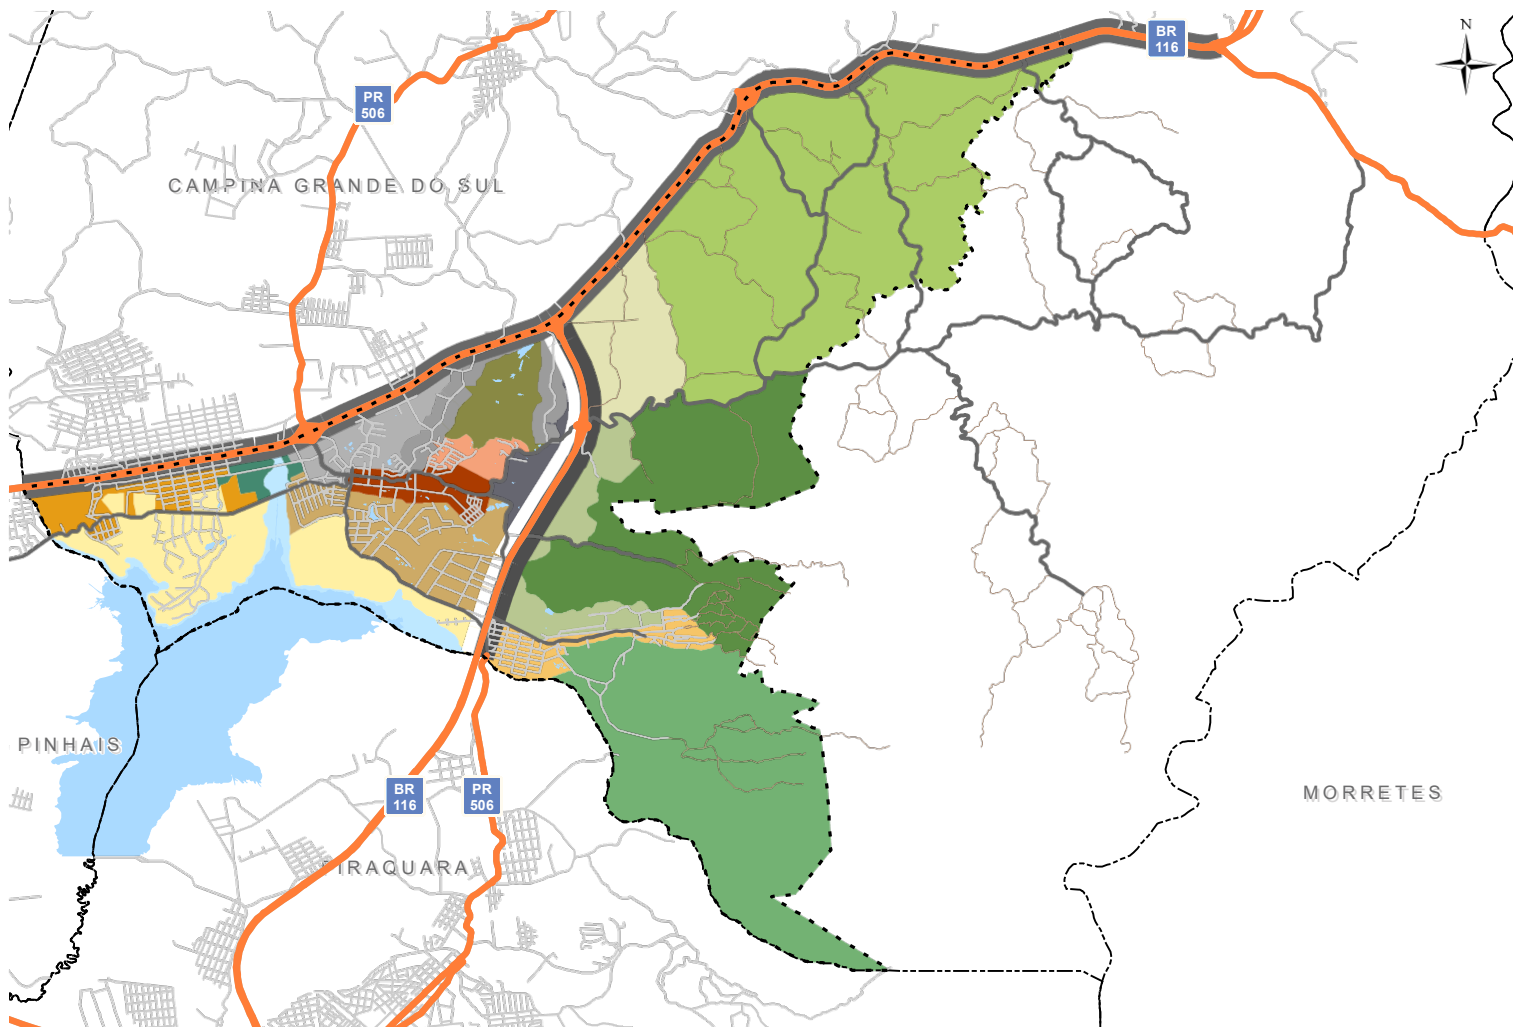 N
BR
116
PR
506
CAMPINA GRANDE DO SUL
PINHAIS
MORRETES
BR
116
PR
506
PIRAQUARA